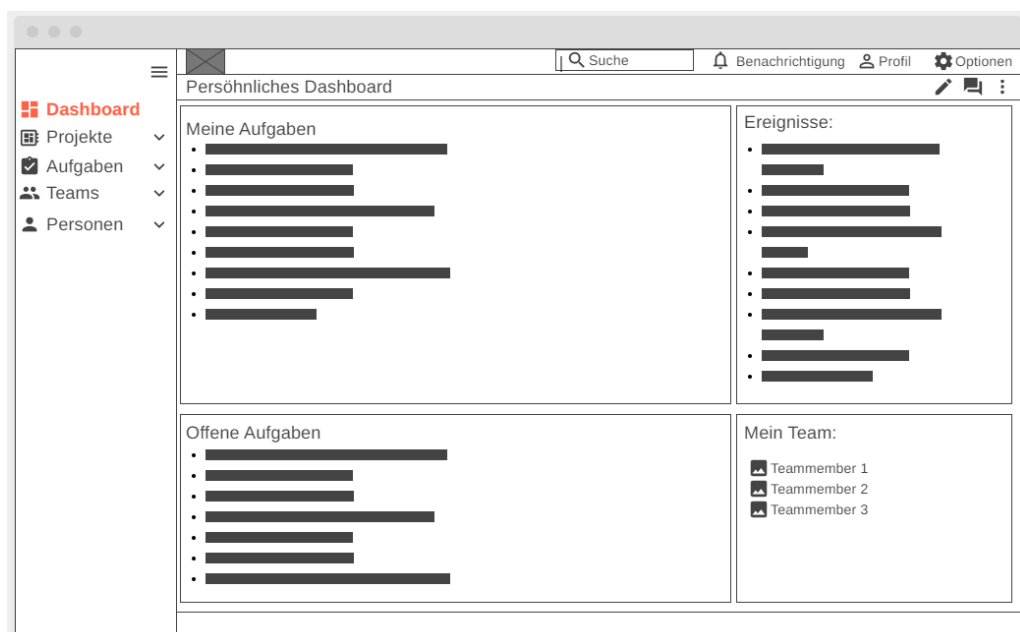 Suche
Benachrichtigung
Profil
Optionen
Persöhnliches Dashboard
Dashboard
Projekte
Aufgaben
Teams
Personen
Meine Aufgaben
Ereignisse:
Offene Aufgaben
Mein Team:
Teammember 1
Teammember 2
Teammember 3